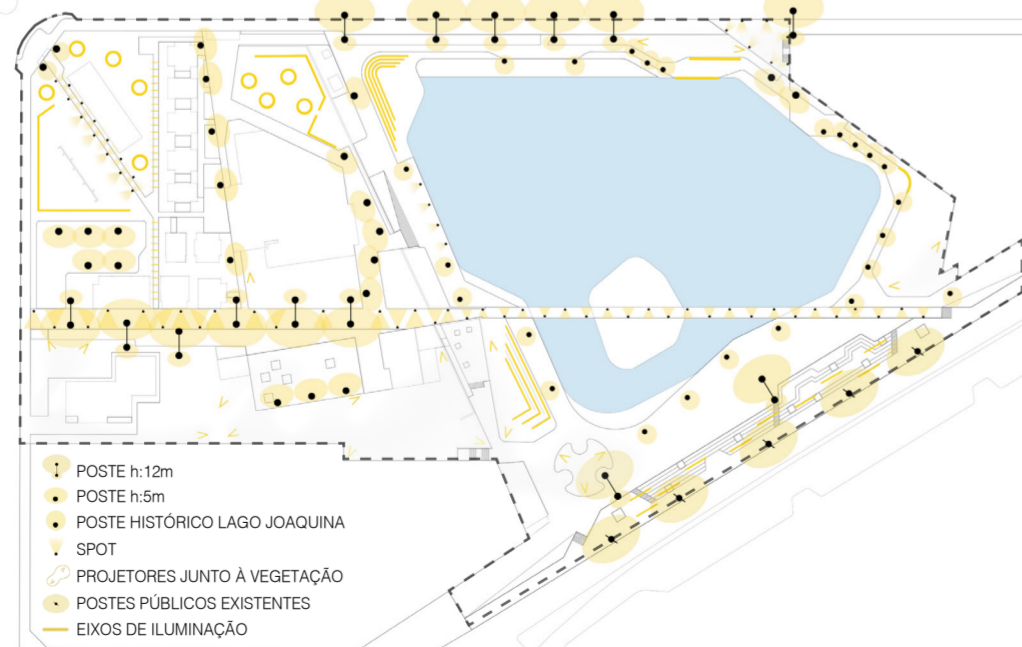 POSTE h:12m
POSTE h:5m
POSTE HISTÓRICO LAGO JOAQUINA
SPOT
PROJETORES JUNTO À VEGETAÇÃO
POSTES PÚBLICOS EXISTENTES
EIXOS DE ILUMINAÇÃO